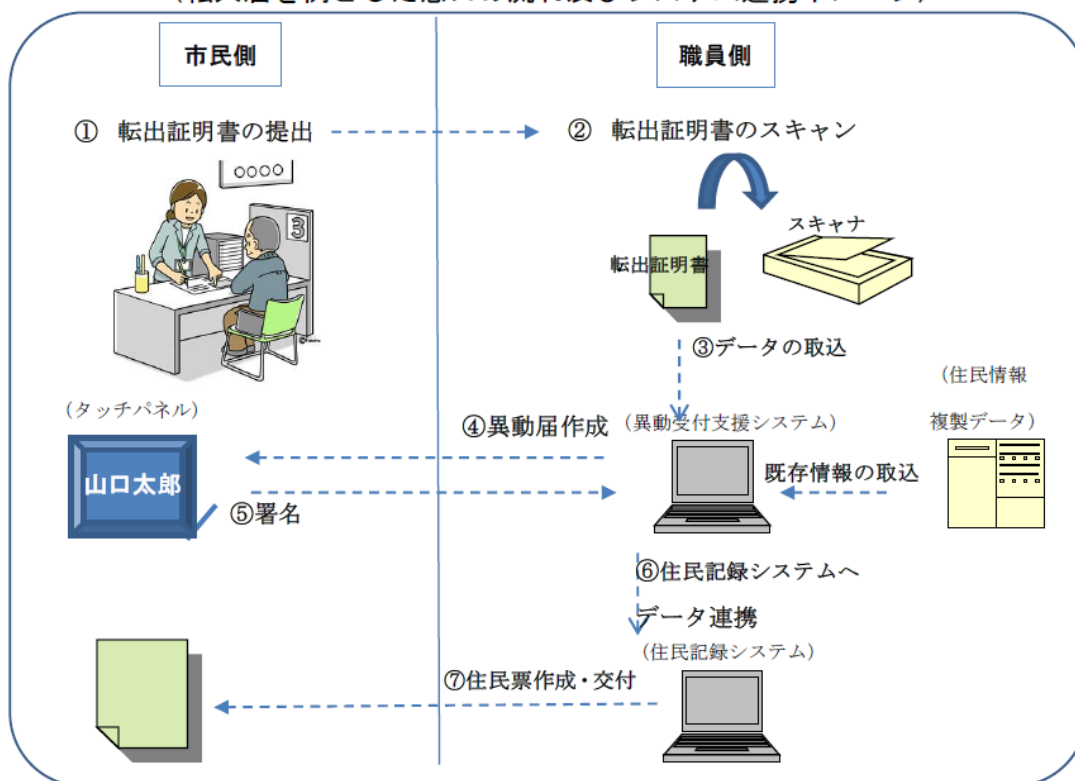 市民側
職員側
① 転出証明書の提出
② 転出証明書のスキャン
○○○○
3
スキャナ
転出証明書
③データの取込
(住民情報
複製データ)
(タッチパネル)
④異動届作成
(異動受付支援システム)
山口太郎
既存情報の取込
⑤署名
⑥住民記録システムへ
データ連携
(住民記録システム)
⑦住民票作成・交付